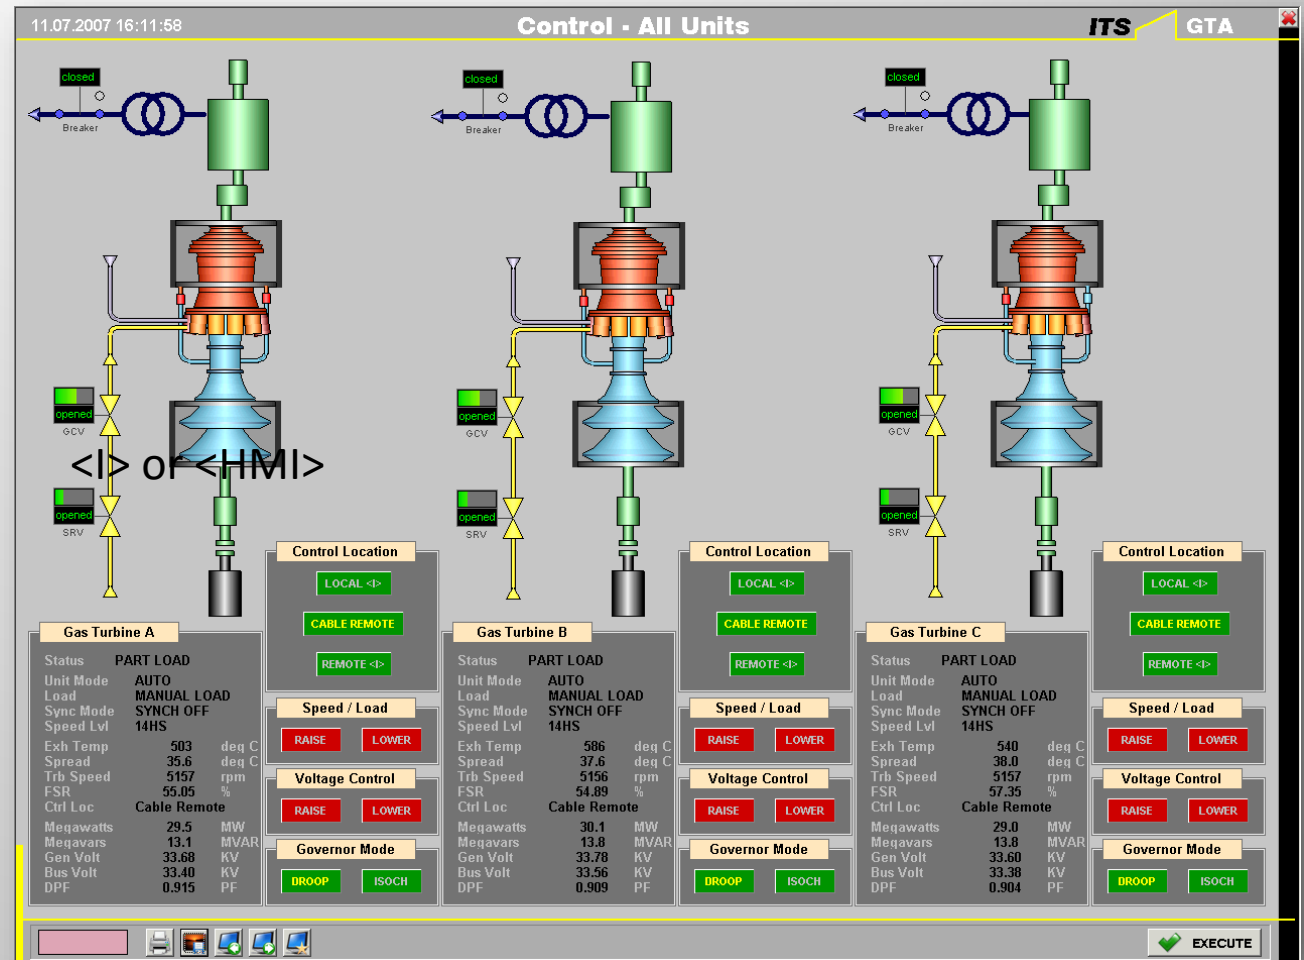 11.07.2007 16:11:58
Control - All Units
ITS GTA
closed
Breaker
closed
Breaker
closed
Breaker
opened
GCV
opened
GCV
opened
GCV
<I> or <HMI>
opened
SRV
opened
SRV
opened
SRV
Control Location
LOCAL <I>
CABLE REMOTE
REMOTE <I>
Control Location
LOCAL <I>
CABLE REMOTE
REMOTE <I>
Control Location
LOCAL <I>
CABLE REMOTE
REMOTE <I>
Gas Turbine A
Status PART LOAD
Unit Mode AUTO
Load MANUAL LOAD
Sync Mode SYNCH OFF
Speed Lvl 14HS
Exh Temp 503 deg C
Spread 35.6 deg C
Trb Speed 5157 rpm
FSR 55.05 %
Ctrl Loc Cable Remote
Megawatts 29.5 MW
Megavars 13.1 MVAR
Gen Volt 33.68 KV
Bus Volt 33.40 KV
DPF 0.915 PF
Speed / Load
RAISE LOWER
Voltage Control
RAISE LOWER
Governor Mode
DROOP ISOCH
Gas Turbine B
Status PART LOAD
Unit Mode AUTO
Load MANUAL LOAD
Sync Mode SYNCH OFF
Speed Lvl 14HS
Exh Temp 586 deg C
Spread 37.6 deg C
Trb Speed 5156 rpm
FSR 54.89 %
Ctrl Loc Cable Remote
Megawatts 30.1 MW
Megavars 13.8 MVAR
Gen Volt 33.78 KV
Bus Volt 33.56 KV
DPF 0.909 PF
Speed / Load
RAISE LOWER
Voltage Control
RAISE LOWER
Governor Mode
DROOP ISOCH
Gas Turbine C
Status PART LOAD
Unit Mode AUTO
Load MANUAL LOAD
Sync Mode SYNCH OFF
Speed Lvl 14HS
Exh Temp 540 deg C
Spread 38.0 deg C
Trb Speed 5157 rpm
FSR 57.35 %
Ctrl Loc Cable Remote
Megawatts 29.0 MW
Megavars 13.8 MVAR
Gen Volt 33.60 KV
Bus Volt 33.38 KV
DPF 0.904 PF
Speed / Load
RAISE LOWER
Voltage Control
RAISE LOWER
Governor Mode
DROOP ISOCH
EXECUTE